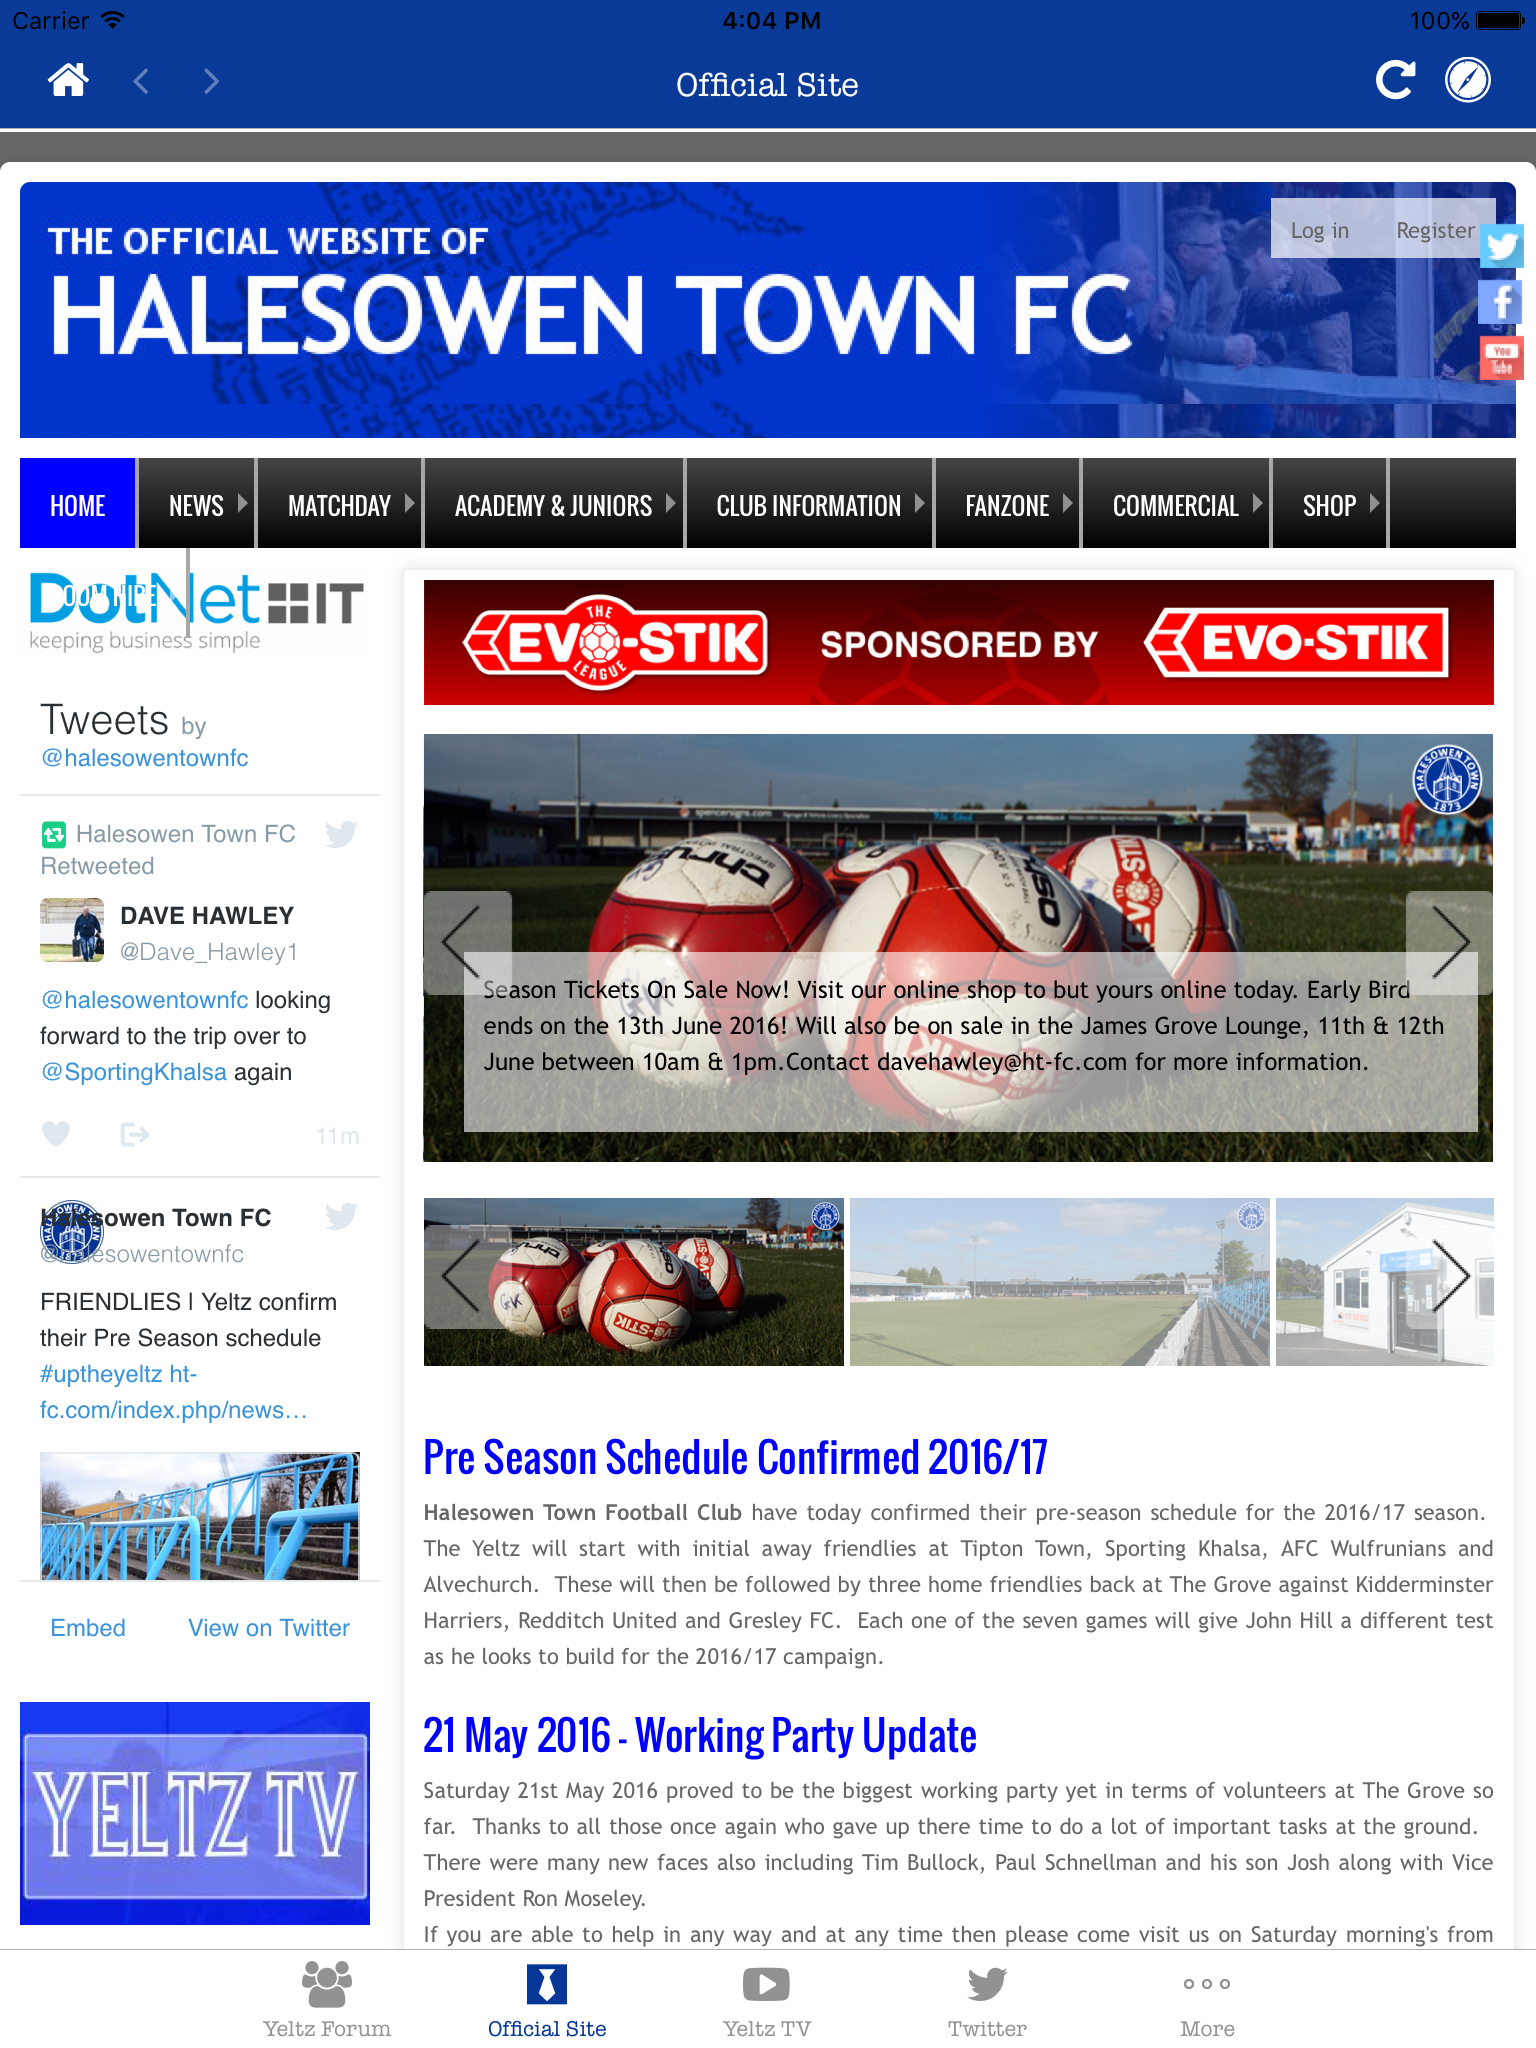 Carrier
4:04 PM
100%
Official Site
THE OFFICIAL WEBSITE OF
HALESOWEN TOWN FC
Log in
Register
You
Tube
HOME
NEWS
MATCHDAY
ACADEMY & JUNIORS
CLUB INFORMATION
FANZONE
COMMERCIAL
SHOP
DotNet IT
keeping business simple
THE
EVO-STIK
LEAGUE
SPONSORED BY
EVO-STIK
Tweets by
@halesowentownfc
Halesowen Town FC
Retweeted
DAVE HAWLEY
@Dave_Hawley1
@halesowentownfc looking
forward to the trip over to
@SportingKhalsa again
11m
Halesowen Town FC
@halesowentownfc
FRIENDLIES | Yeltz confirm
their Pre Season schedule
#uptheyeltz ht-
fc.com/index.php/news…
Embed
View on Twitter
YELTZ TV
HALESOWEN TOWN
1873
Season Tickets On Sale Now! Visit our online shop to but yours online today. Early Bird
ends on the 13th June 2016! Will also be on sale in the James Grove Lounge, 11th & 12th
June between 10am & 1pm.Contact davehawley@ht-fc.com for more information.
Pre Season Schedule Confirmed 2016/17
Halesowen Town Football Club have today confirmed their pre-season schedule for the 2016/17 season.
The Yeltz will start with initial away friendlies at Tipton Town, Sporting Khalsa, AFC Wulfrunians and
Alvechurch. These will then be followed by three home friendlies back at The Grove against Kidderminster
Harriers, Redditch United and Gresley FC. Each one of the seven games will give John Hill a different test
as he looks to build for the 2016/17 campaign.
21 May 2016 - Working Party Update
Saturday 21st May 2016 proved to be the biggest working party yet in terms of volunteers at The Grove so
far. Thanks to all those once again who gave up there time to do a lot of important tasks at the ground.
There were many new faces also including Tim Bullock, Paul Schnellman and his son Josh along with Vice
President Ron Moseley.
If you are able to help in any way and at any time then please come visit us on Saturday morning's from
Yeltz Forum
Official Site
Yeltz TV
Twitter
More